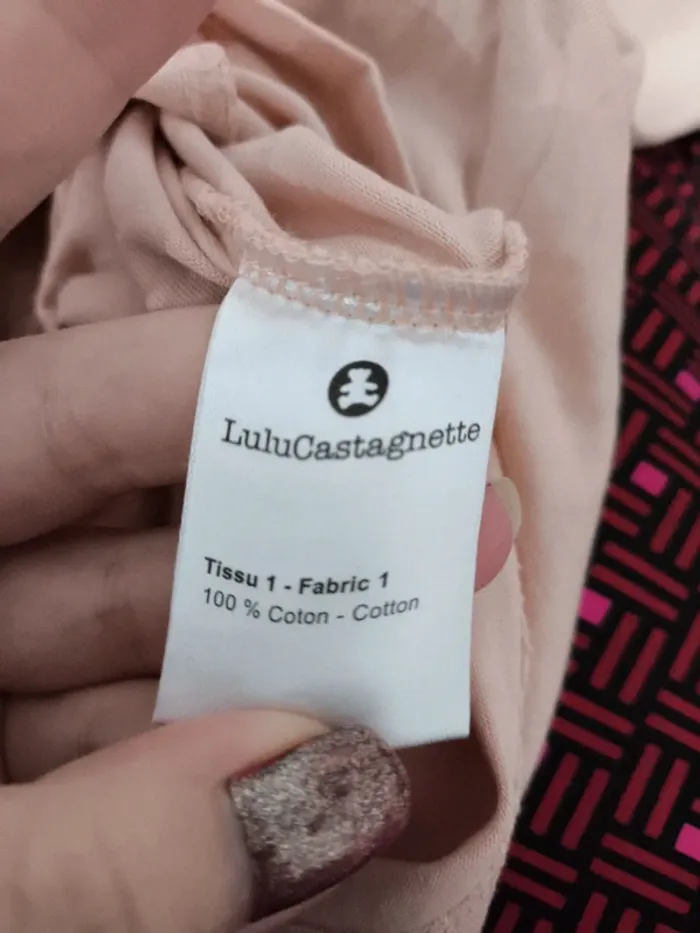 LuluCastagnette
Tissu 1 - Fabric 1
100 % Coton - Cotton